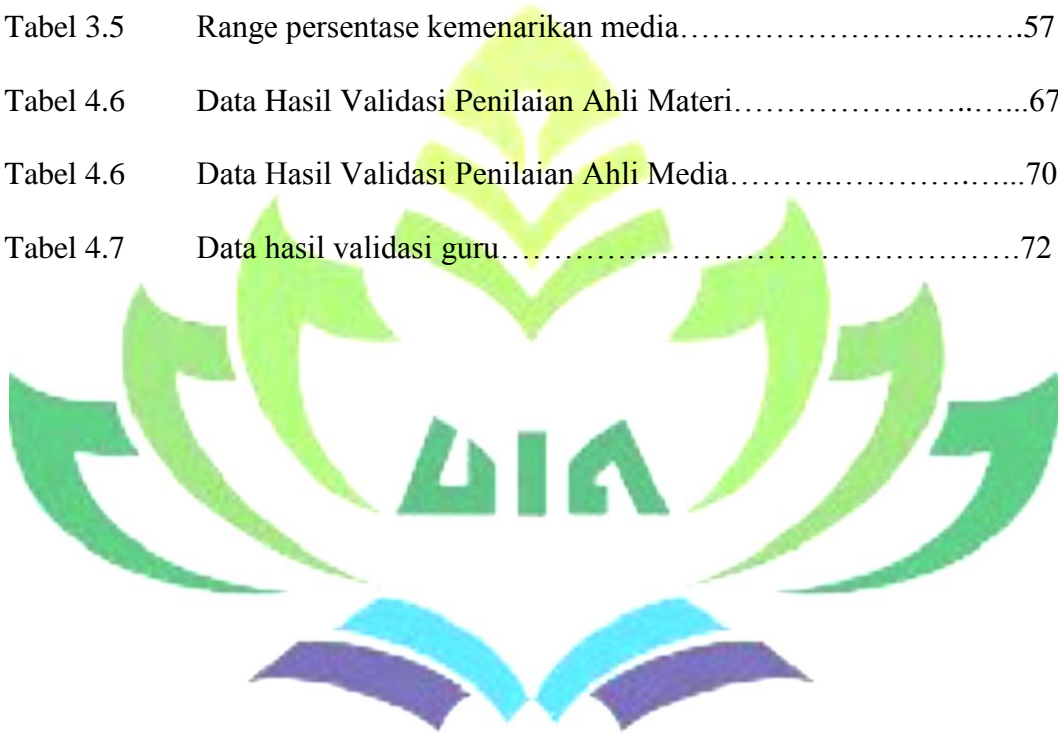 Tabel 3.5 Range persentase kemenarikan media……………………..….57
Tabel 4.6 Data Hasil Validasi Penilaian Ahli Materi…………………..…...67
Tabel 4.6 Data Hasil Validasi Penilaian Ahli Media……….………….…...70
Tabel 4.7 Data hasil validasi guru………………….……………………….72
UIA